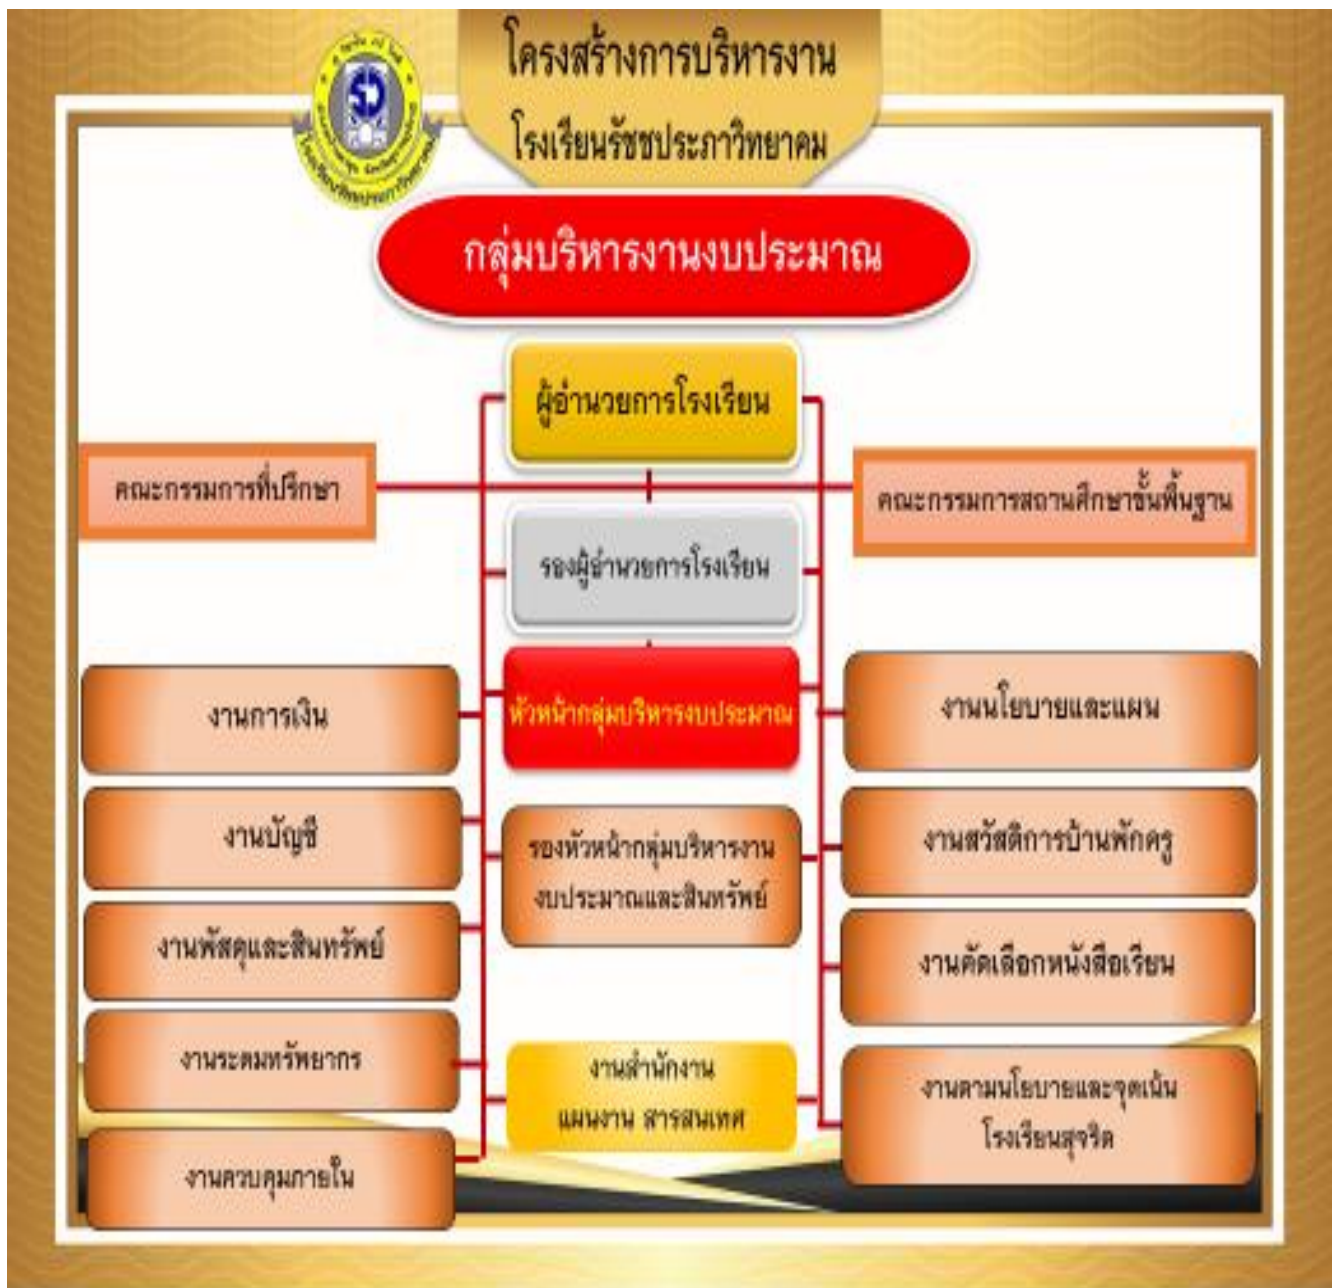 โครงสร้างการบริหารงาน
โรงเรียนรัชชประภาวิทยาคม
กลุ่มบริหารงานงบประมาณ
ผู้อำนวยการโรงเรียน
คณะกรรมการที่ปรึกษา
คณะกรรมการสถานศึกษาขั้นพื้นฐาน
รองผู้อำนวยการโรงเรียน
งานการเงิน
หัวหน้ากลุ่มบริหารงบประมาณ
งานนโยบายและแผน
งานบัญชี
รองหัวหน้ากลุ่มบริหารงาน
งบประมาณและสินทรัพย์
งานสวัสดิการบ้านพักครู
งานพัสดุและสินทรัพย์
งานคัดเลือกหนังสือเรียน
งานระดมทรัพยากร
งานสำนักงาน
แผนงาน สารสนเทศ
งานตามนโยบายและจุดเน้น
โรงเรียนสุจริต
งานควบคุมภายใน